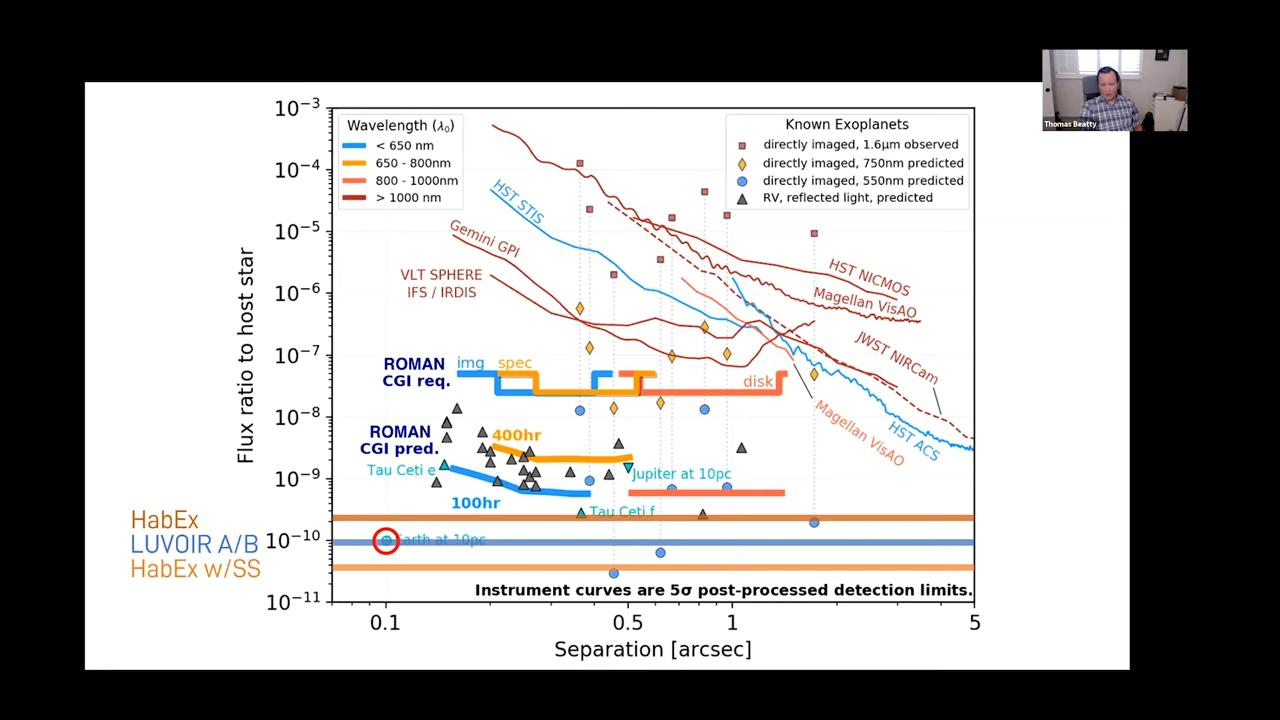 Thomas Beatty
10⁻³
10⁻⁴
10⁻⁵
10⁻⁶
10⁻⁷
10⁻⁸
10⁻⁹
10⁻¹⁰
10⁻¹¹
Flux ratio to host star
Wavelength (λ₀)
< 650 nm
650 - 800nm
800 - 1000nm
> 1000 nm
Known Exoplanets
directly imaged, 1.6μm observed
directly imaged, 750nm predicted
directly imaged, 550nm predicted
RV, reflected light, predicted
HST STIS
Gemini GPI
VLT SPHERE
IFS / IRDIS
HST NICMOS
Magellan VisAO
JWST NIRCam
Magellan VisAO
HST ACS
ROMAN
CGI req.
img
spec
disk
ROMAN
CGI pred.
400hr
100hr
Tau Ceti e
Jupiter at 10pc
Tau Ceti f
Earth at 10pc
HabEx
LUVOIR A/B
HabEx w/SS
Instrument curves are 5σ post-processed detection limits.
0.1
0.5
1
5
Separation [arcsec]